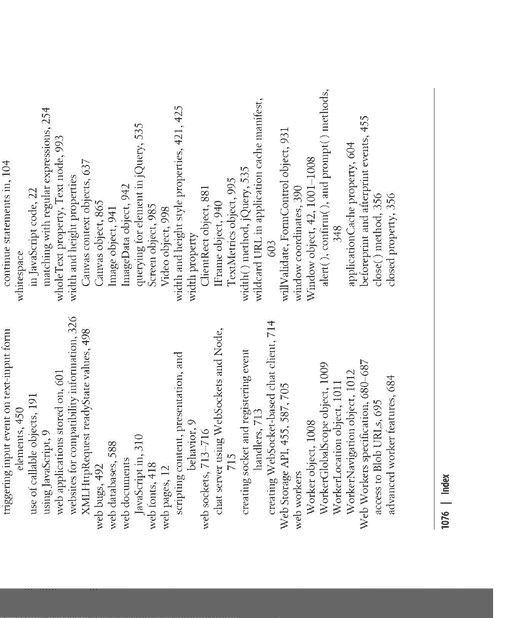 triggering input event on text-input form
elements, 450
use of callable objects, 191
using JavaScript, 9
web applications stored on, 601
websites for compatibility information, 326
XMLHttpRequest readyState values, 498
web bugs, 492
web databases, 588
web documents
JavaScript in, 310
web fonts, 418
web pages, 12
scripting content, presentation, and
behavior, 9
web sockets, 713–716
chat server using WebSockets and Node,
715
creating socket and registering event
handlers, 713
creating WebSocket-based chat client, 714
Web Storage API, 455, 587, 705
web workers
Worker object, 1008
WorkerGlobalScope object, 1009
WorkerLocation object, 1011
WorkerNavigation object, 1012
Web Workers specification, 680–687
access to Blob URLs, 695
advanced worker features, 684
continue statements in, 104
whitespace
in JavaScript code, 22
matching with regular expressions, 254
wholeText property, Text node, 993
width and height properties
Canvas context objects, 637
Canvas object, 865
Image object, 941
ImageData object, 942
querying for element in jQuery, 535
Screen object, 985
Video object, 998
width and height style properties, 421, 425
width property
ClientRect object, 881
IFrame object, 940
TextMetrics object, 995
width() method, jQuery, 535
wildcard URL in application cache manifest,
603
willValidate, FormControl object, 931
window coordinates, 390
Window object, 42, 1001–1008
alert(), confirm(), and prompt() methods,
348
applicationCache property, 604
beforeprint and afterprint events, 455
close() method, 356
closed property, 356
1076 | Index